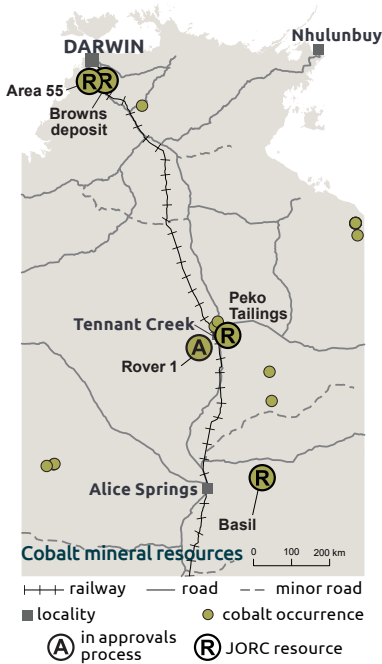 DARWIN
Nhulunbuy
Area 55
R R
Browns
deposit
Peko
Tailings
Tennant Creek
R
A
Rover 1
R
Alice Springs
Basil
Cobalt mineral resources
0 100 200 km
railway road minor road
locality cobalt occurrence
A in approvals
process
R JORC resource